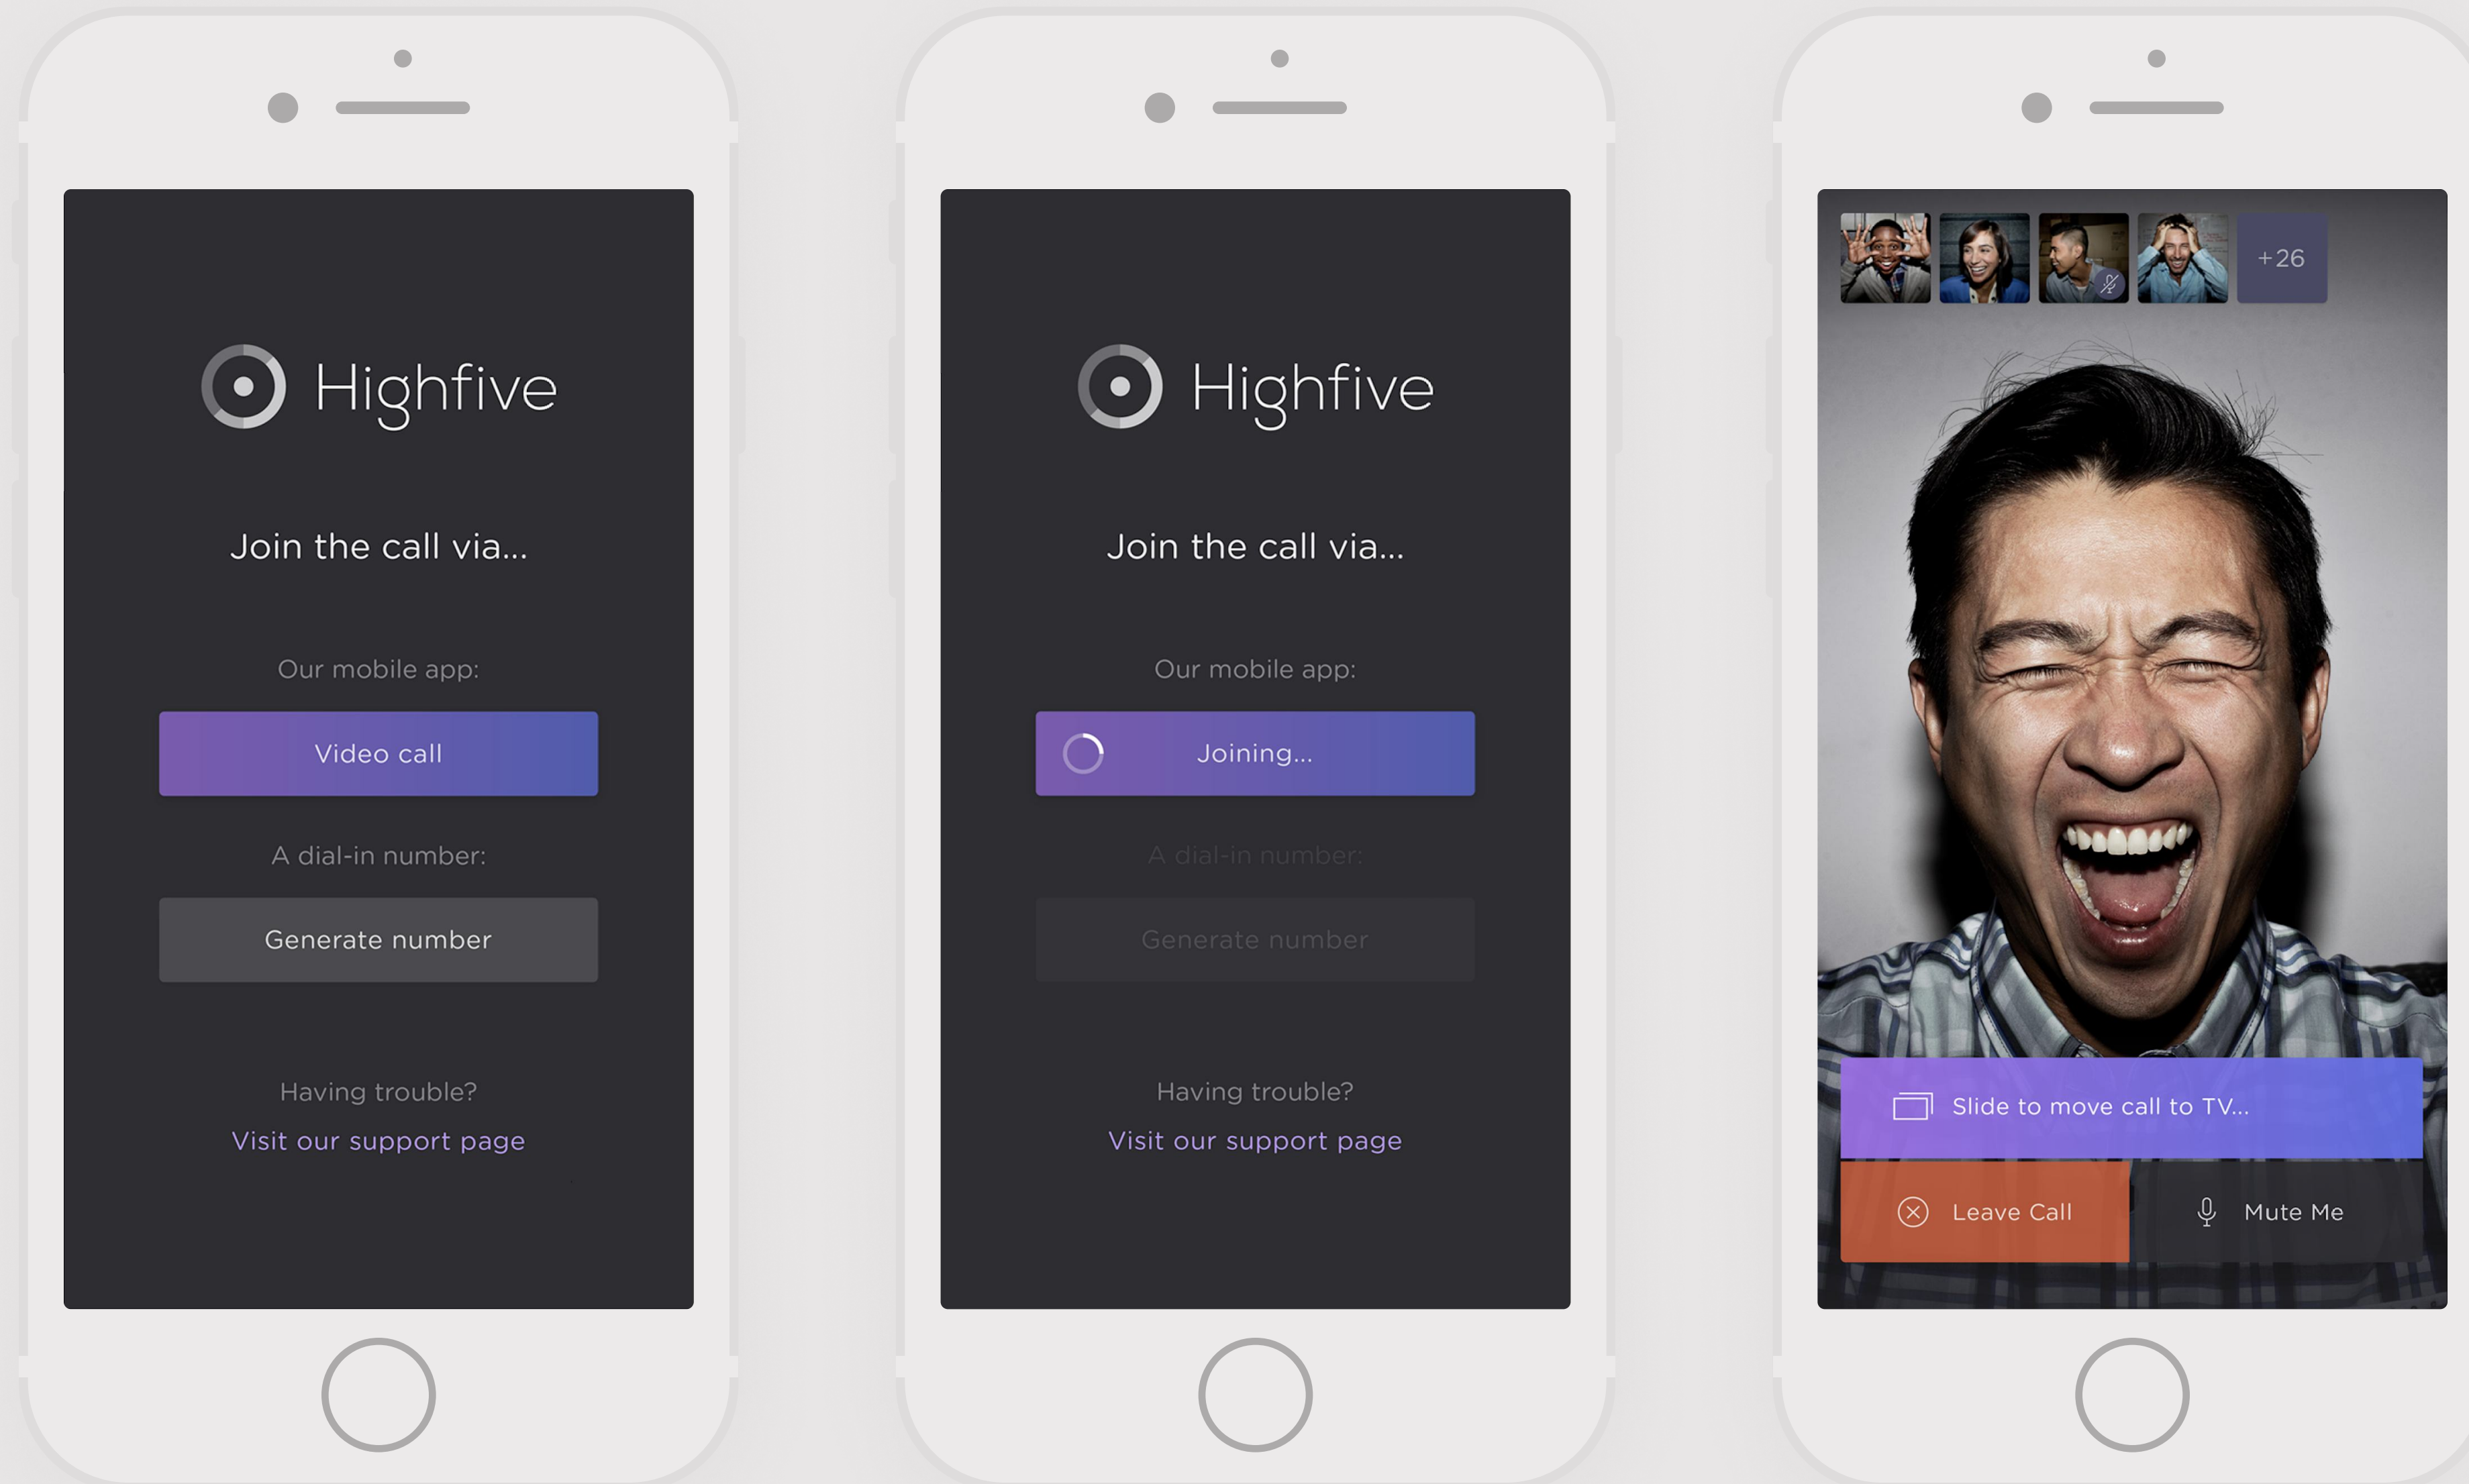 Highfive
Join the call via...
Our mobile app:
Video call
A dial-in number:
Generate number
Having trouble?
Visit our support page
Highfive
Join the call via...
Our mobile app:
Joining...
A dial-in number:
Generate number
Having trouble?
Visit our support page
+26
Slide to move call to TV...
Leave Call
Mute Me